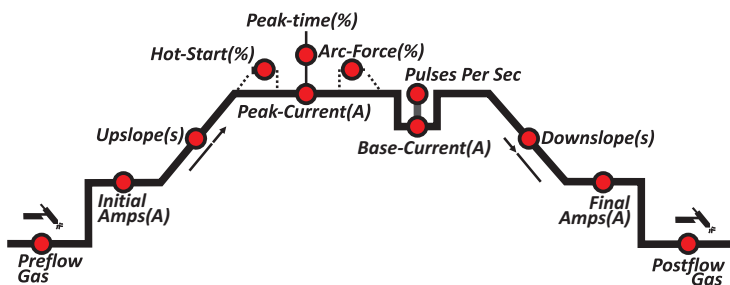 Peak-time(%)
Hot-Start(%)
Arc-Force(%)
Pulses Per Sec
Peak-Current(A)
Upslope(s)
Base-Current(A)
Downslope(s)
Initial
Amps(A)
Final
Amps(A)
Preflow
Gas
Postflow
Gas